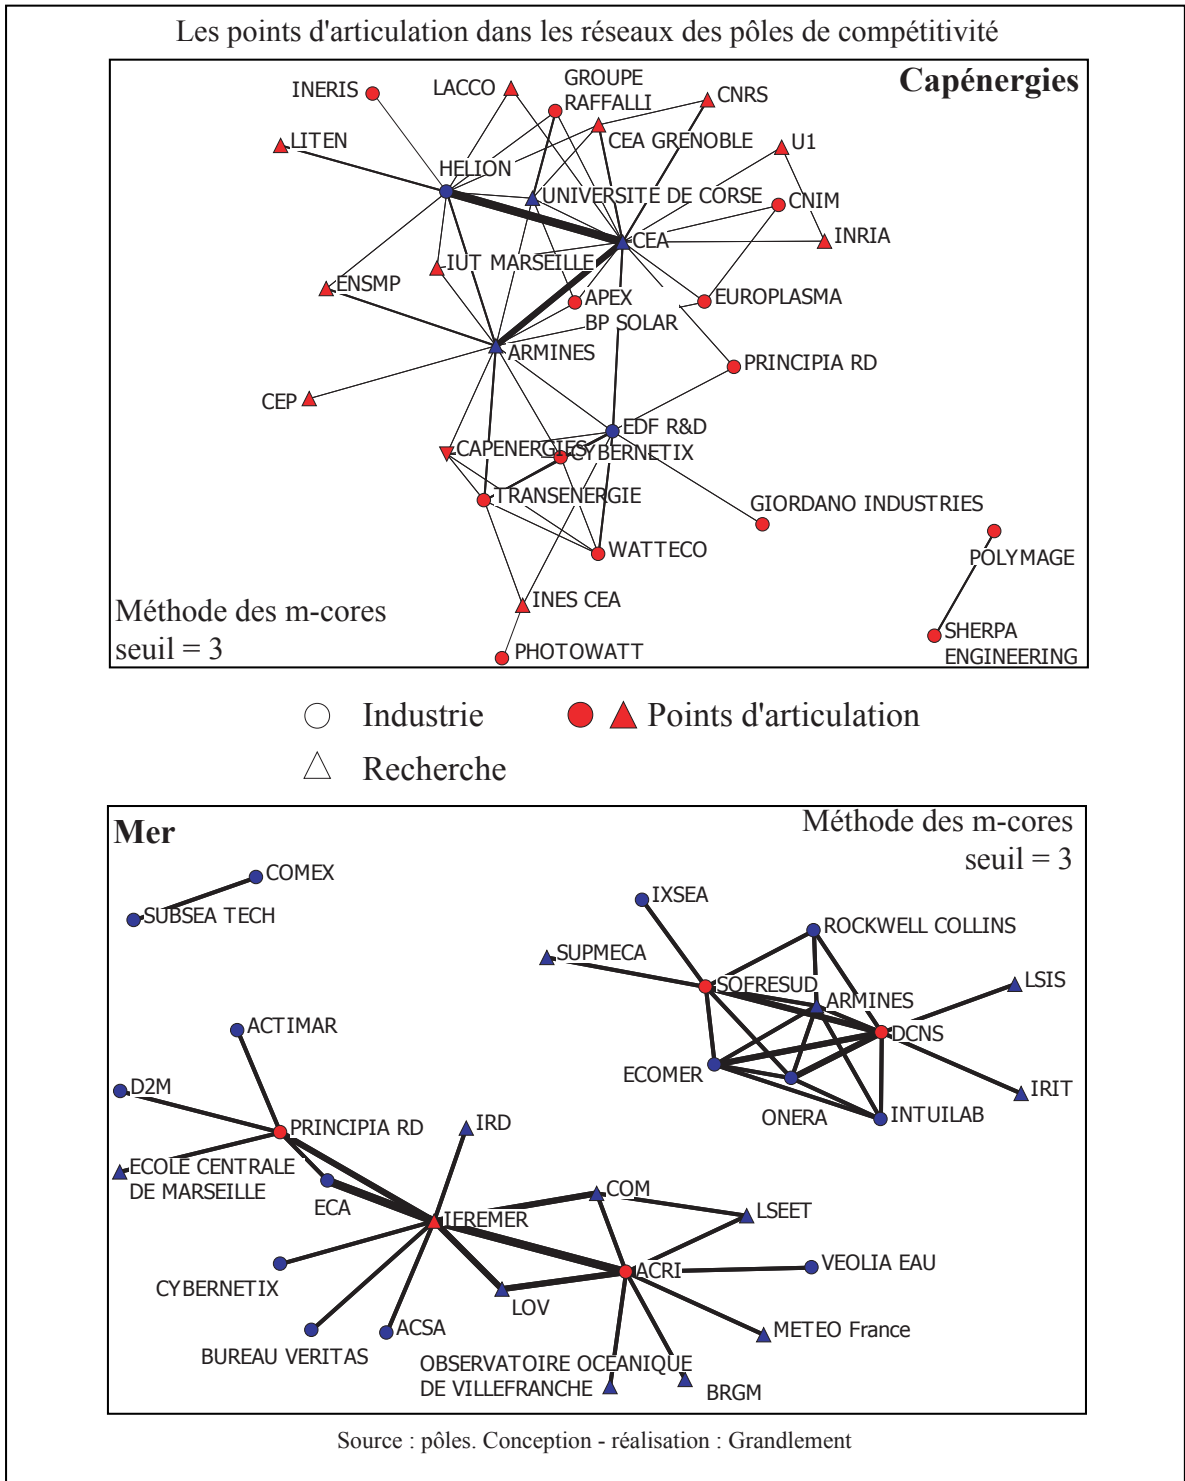 Les points d'articulation dans les réseaux des pôles de compétitivité
Capénergies
INERIS
LACCO
GROUPE
RAFFALLI
CNRS
CEA GRENOBLE
LITEN
U1
HELION
UNIVERSITE DE CORSE
CNIM
CEA
INRIA
IUT MARSEILLE
ENSMP
APEX
EUROPLASMA
BP SOLAR
ARMINES
PRINCIPIA RD
CEP
EDF R&D
CAPENERGIES
CYBERNETIX
TRANSENERGIE
GIORDANO INDUSTRIES
WATTECO
POLYMAGE
INES CEA
SHERPA
ENGINEERING
PHOTOWATT
Méthode des m-cores
seuil = 3
Industrie
Points d'articulation
Recherche
Mer
Méthode des m-cores
seuil = 3
COMEX
SUBSEA TECH
IXSEA
ROCKWELL COLLINS
SUPMECA
SOFRESUD
LSIS
ARMINES
DCNS
ACTIMAR
ECOMER
D2M
IRIT
ONERA
INTUILAB
PRINCIPIA RD
IRD
ECOLE CENTRALE
DE MARSEILLE
ECA
COM
IFREMER
LSEET
ACRI
VEOLIA EAU
CYBERNETIX
LOV
ACSA
METEO France
BUREAU VERITAS
OBSERVATOIRE OCEANIQUE
DE VILLEFRANCHE
BRGM
Source : pôles. Conception - réalisation : Grandlement